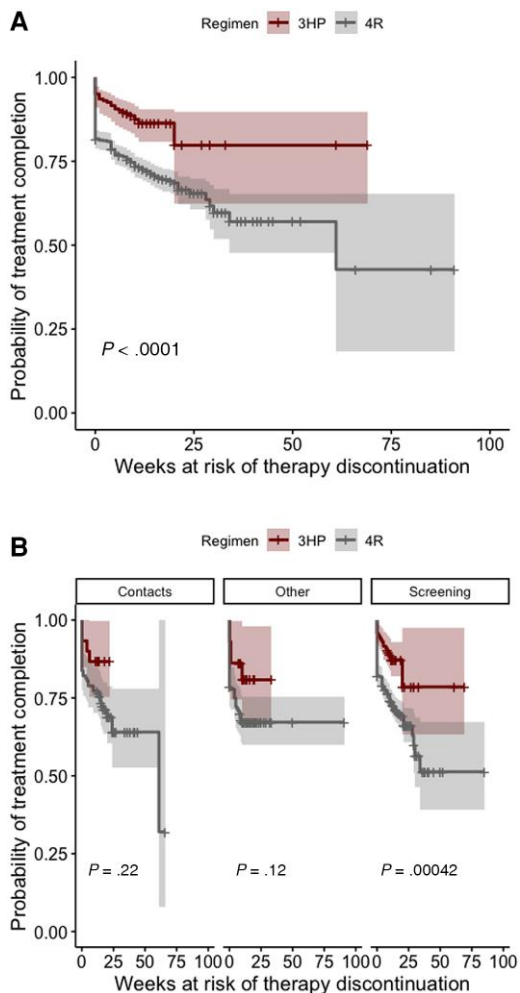 A
Regimen 3HP 4R
1.00
0.75
0.50
0.25
0.00
Probability of treatment completion
P < .0001
0 25 50 75 100
Weeks at risk of therapy discontinuation
B
Regimen 3HP 4R
Contacts Other Screening
1.00
0.75
0.50
0.25
0.00
Probability of treatment completion
P = .22 P = .12 P = .00042
0 25 50 75 100 0 25 50 75 100 0 25 50 75 100
Weeks at risk of therapy discontinuation